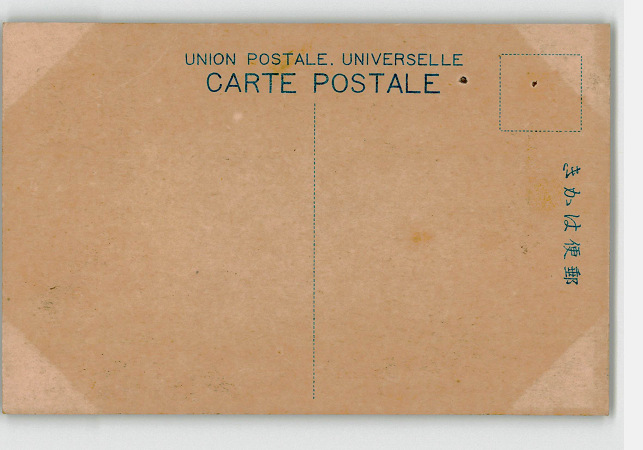 UNION POSTALE. UNIVERSELLE
CARTE POSTALE
郵便はかき